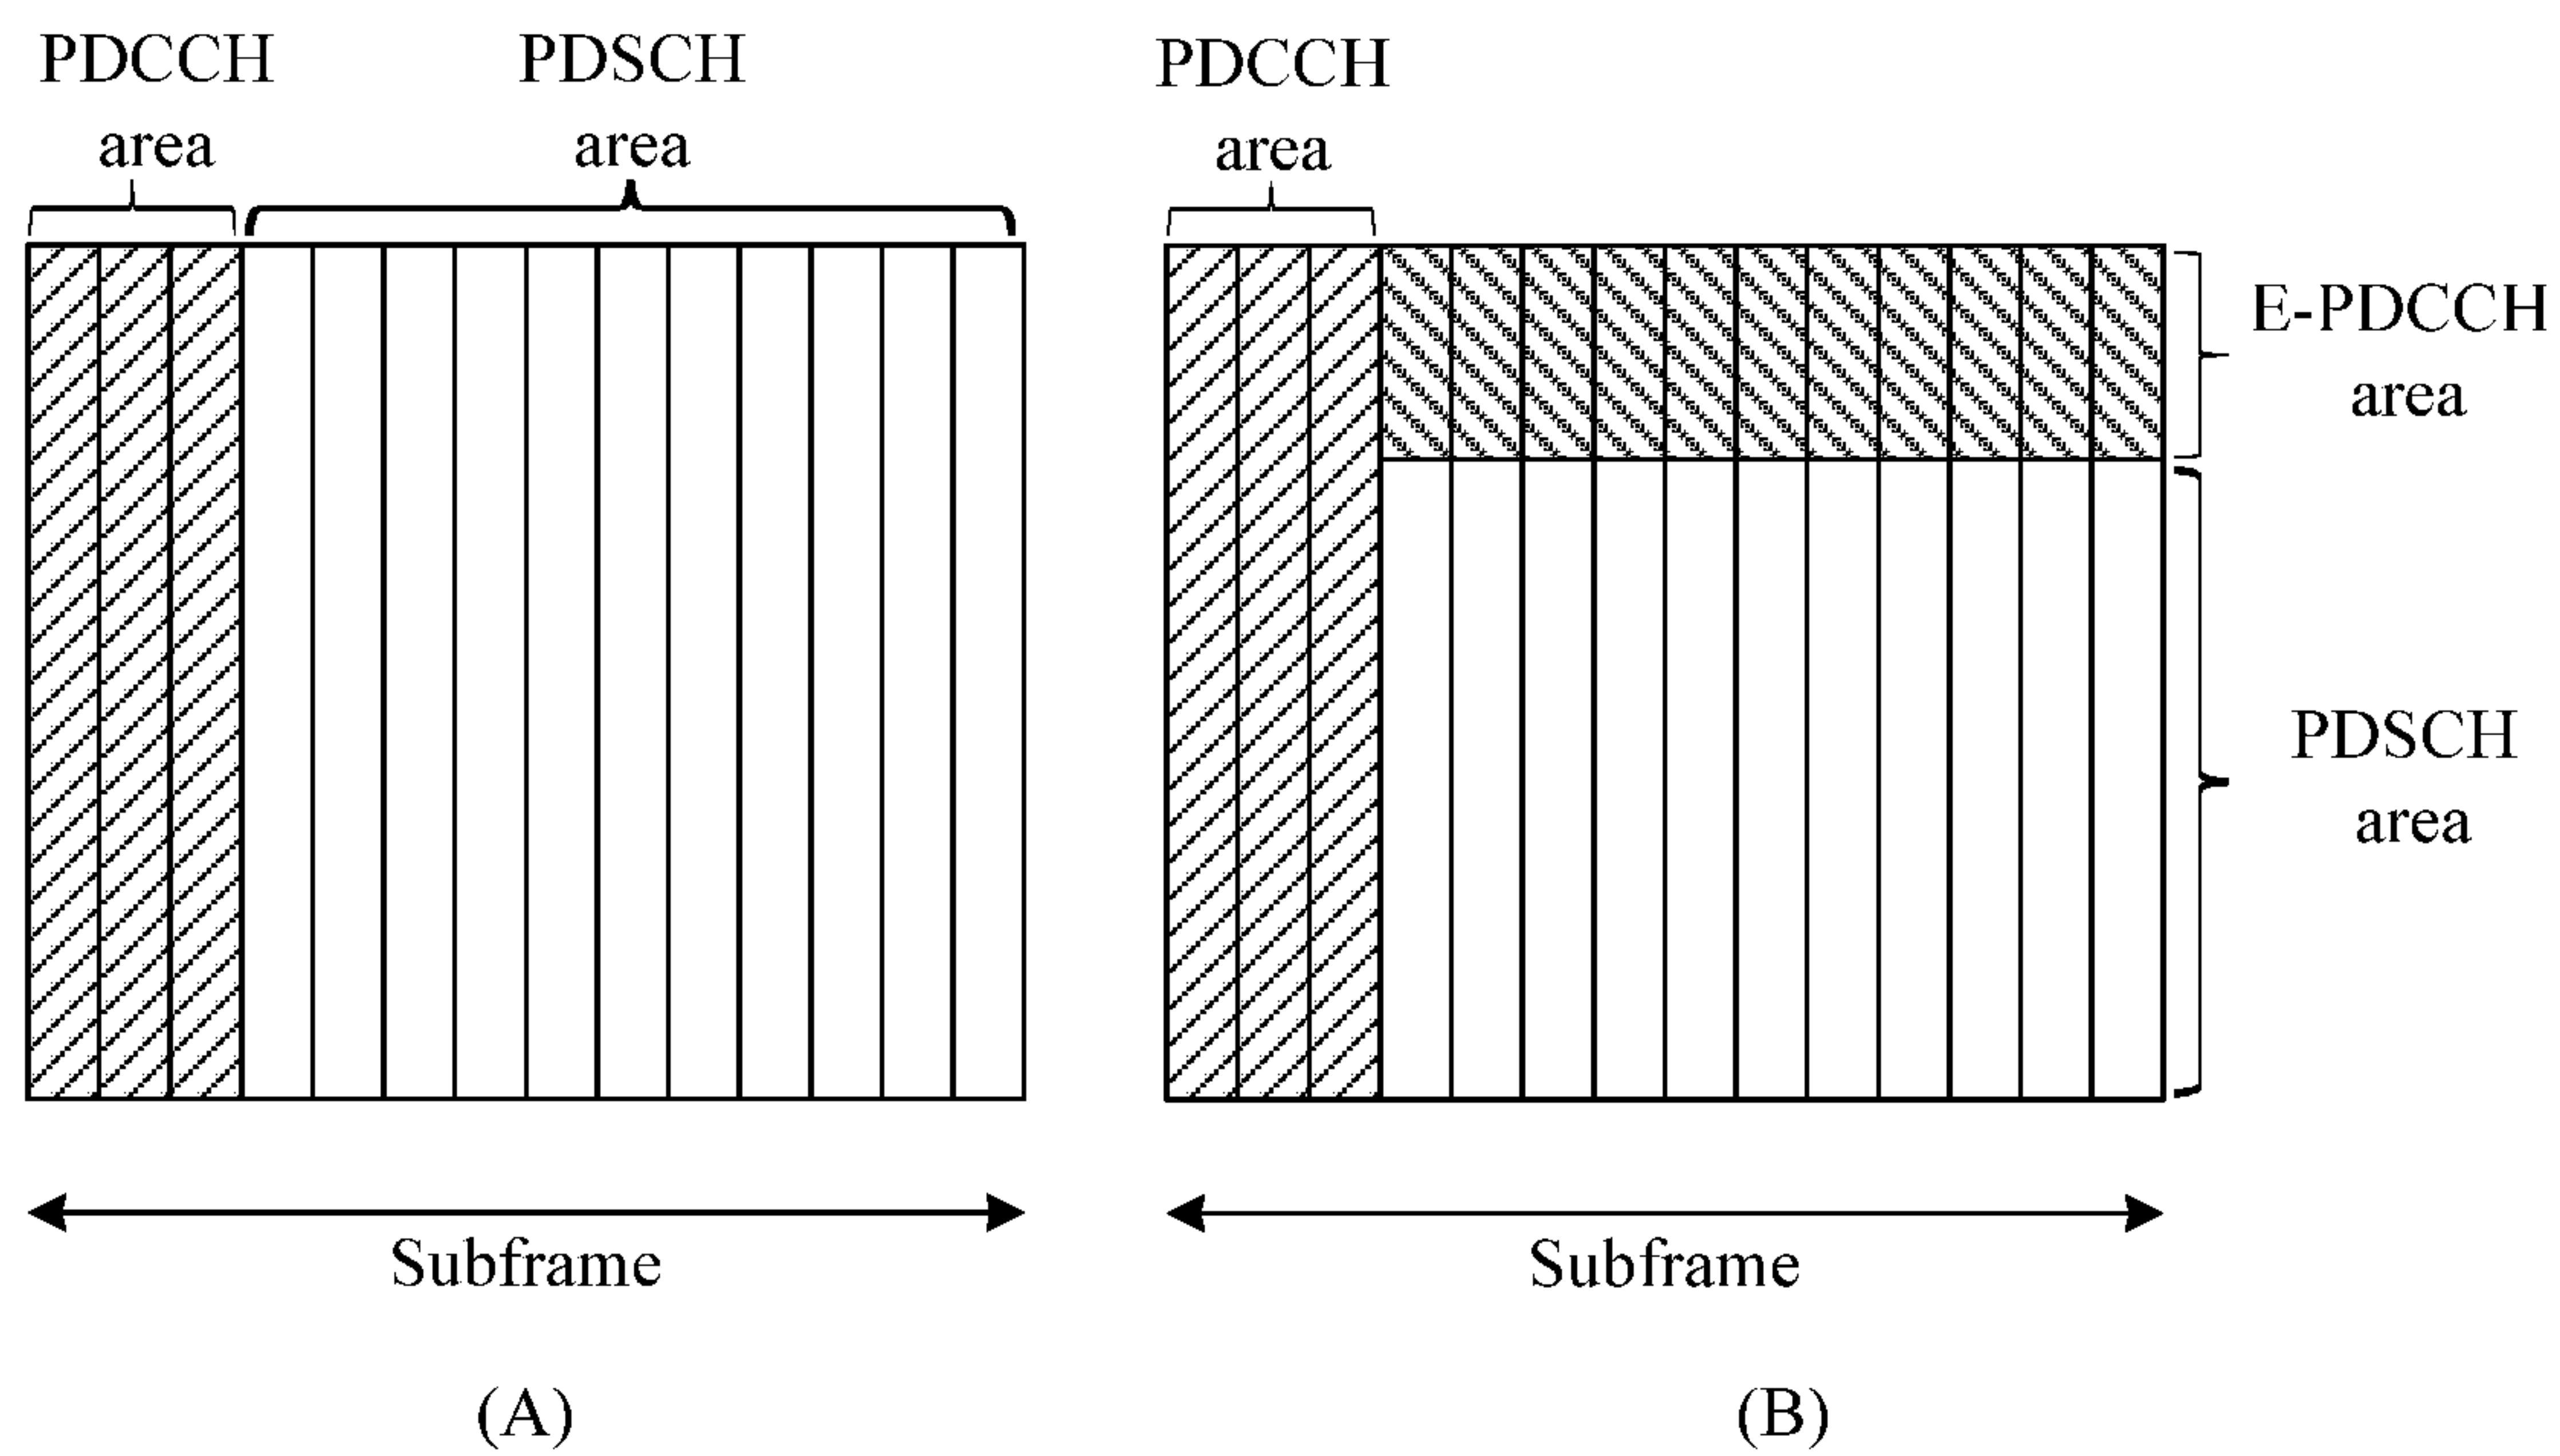 PDCCH
area
PDSCH
area
PDCCH
area
E-PDCCH
area
PDSCH
area
Subframe
Subframe
(A)
(B)